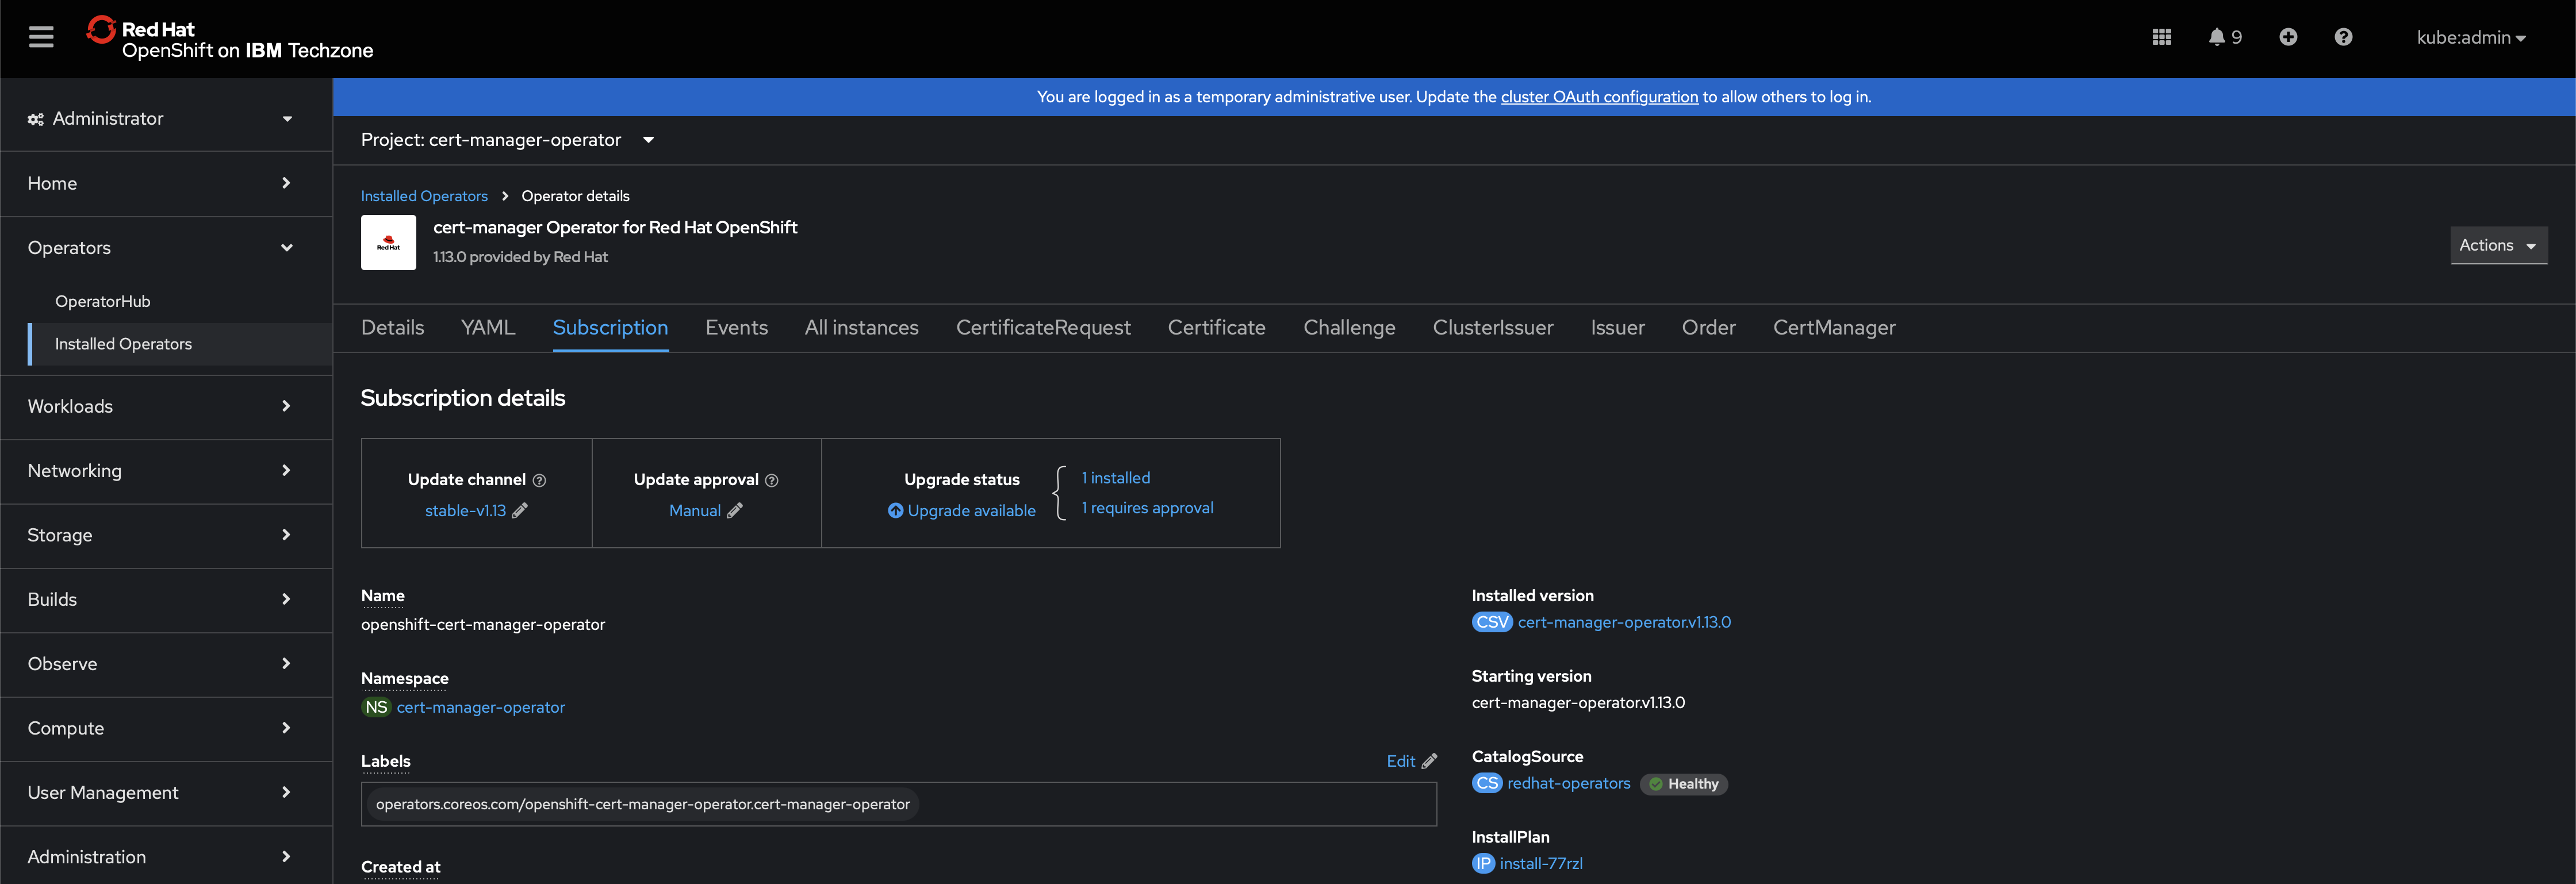 Red Hat
OpenShift on IBM Techzone
9
kube:admin
You are logged in as a temporary administrative user. Update the cluster OAuth configuration to allow others to log in.
Administrator
Home
Operators
OperatorHub
Installed Operators
Workloads
Networking
Storage
Builds
Observe
Compute
User Management
Administration
Project: cert-manager-operator
Installed Operators > Operator details
Red Hat
cert-manager Operator for Red Hat OpenShift
1.13.0 provided by Red Hat
Actions
Details YAML Subscription Events All instances CertificateRequest Certificate Challenge ClusterIssuer Issuer Order CertManager
Subscription details
Update channel
stable-v1.13
Update approval
Manual
Upgrade status
Upgrade available
1 installed
1 requires approval
Name
openshift-cert-manager-operator
Namespace
NS cert-manager-operator
Labels
Edit
operators.coreos.com/openshift-cert-manager-operator.cert-manager-operator
Created at
Installed version
CSV cert-manager-operator.v1.13.0
Starting version
cert-manager-operator.v1.13.0
CatalogSource
CS redhat-operators Healthy
InstallPlan
IP install-77rzl